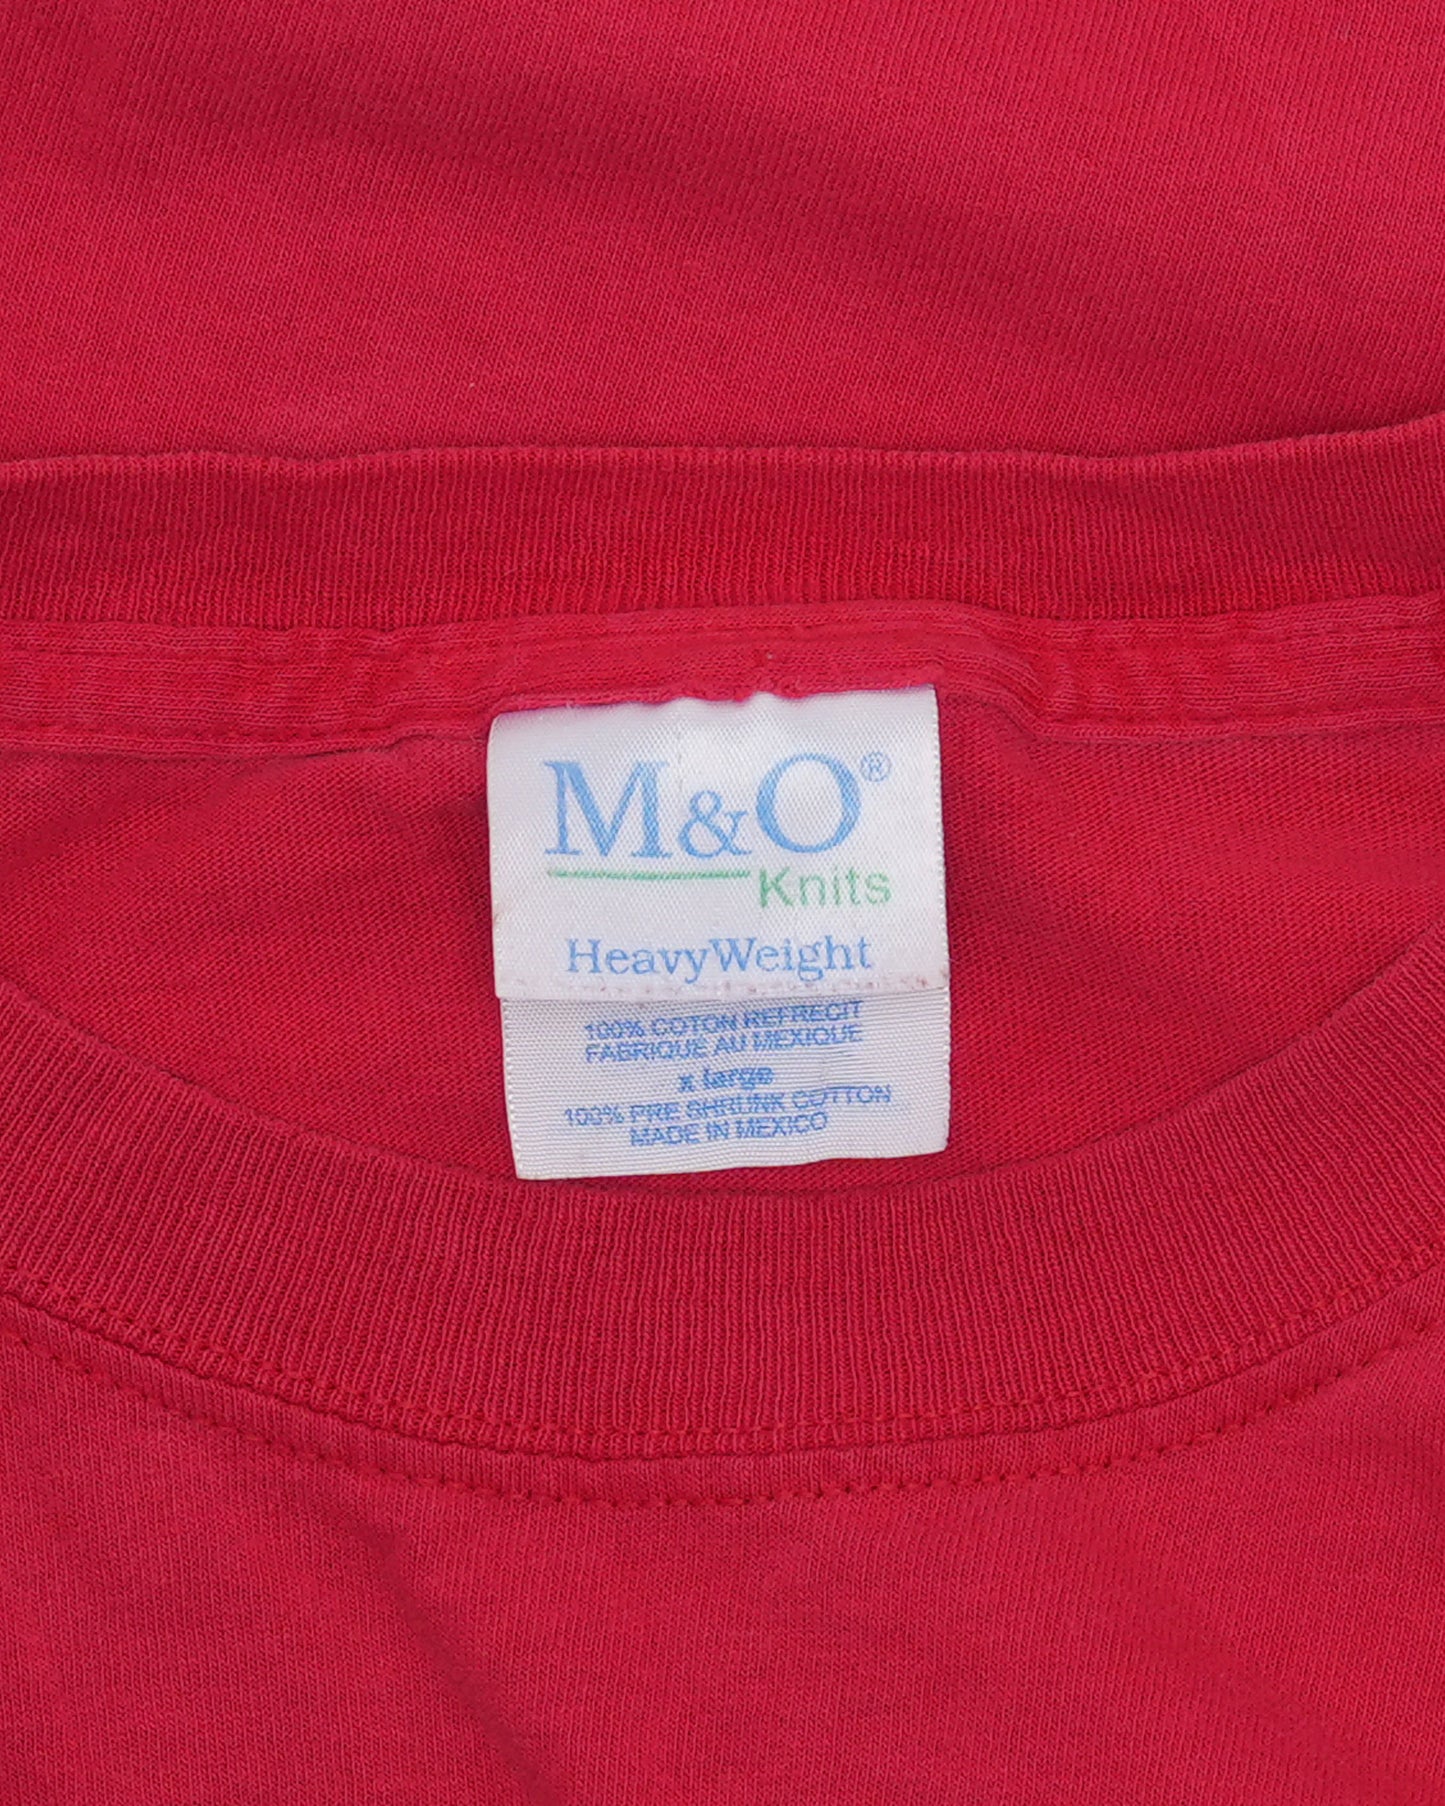 M&O®
Knits
HeavyWeight
100% COTON REFRECIT
FABRIQUE AU MEXIQUE
x large
100% PRE SHRUNK COTTON
MADE IN MEXICO